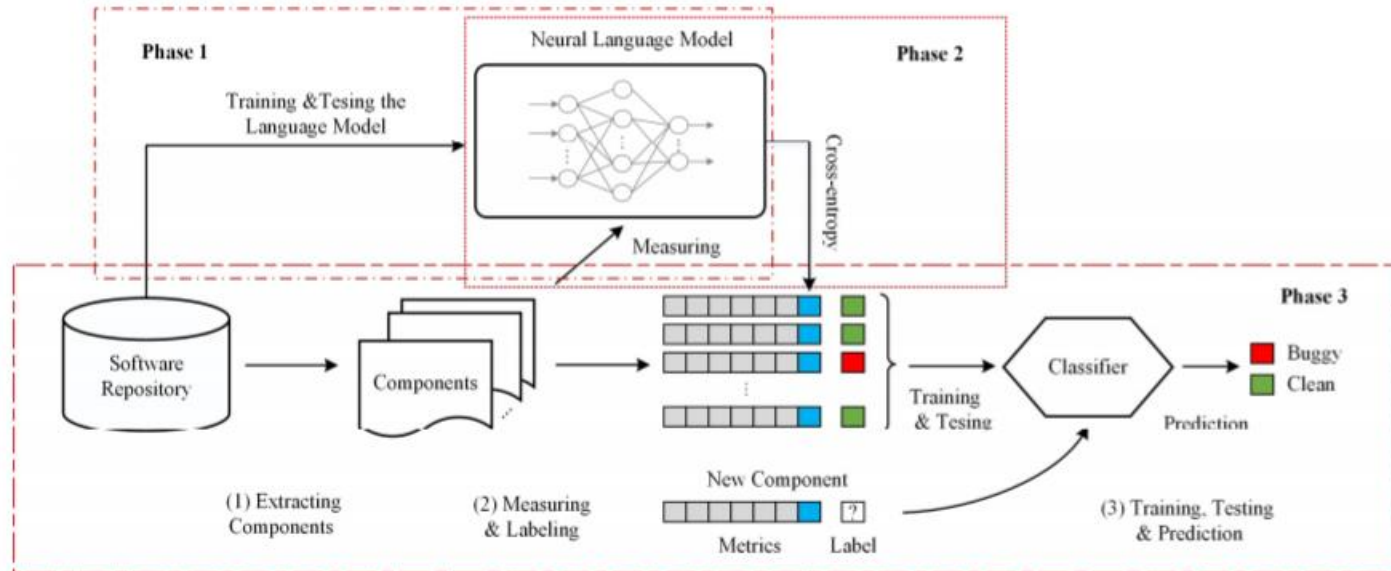 Neural Language Model
Phase 1
Phase 2
Training &Tesing the
Language Model
Cross-entropy
Measuring
Phase 3
Software
Repository
Components
...
Classifier
Buggy
Clean
Training
& Tesing
Prediction
New Component
(1) Extracting
Components
(2) Measuring
& Labeling
?
Metrics
Label
(3) Training, Testing
& Prediction